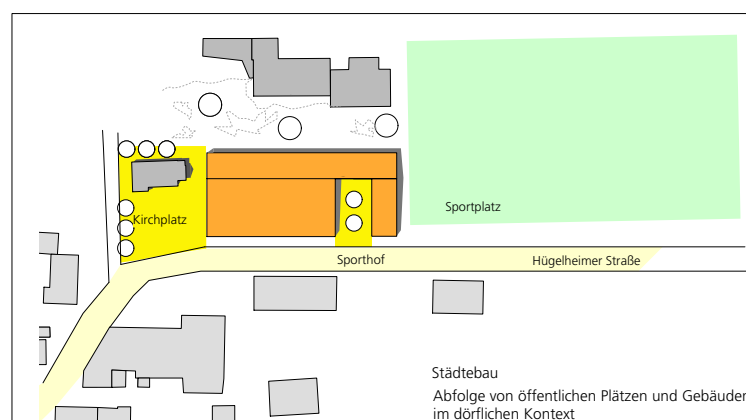 Sportplatz
Kirchplatz
Sporthof
Hügelheimer Straße
Städtebau
Abfolge von öffentlichen Plätzen und Gebäuden
im dörflichen Kontext